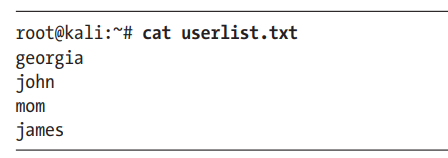 root@kali:~# cat userlist.txt
georgia
john
mom
james